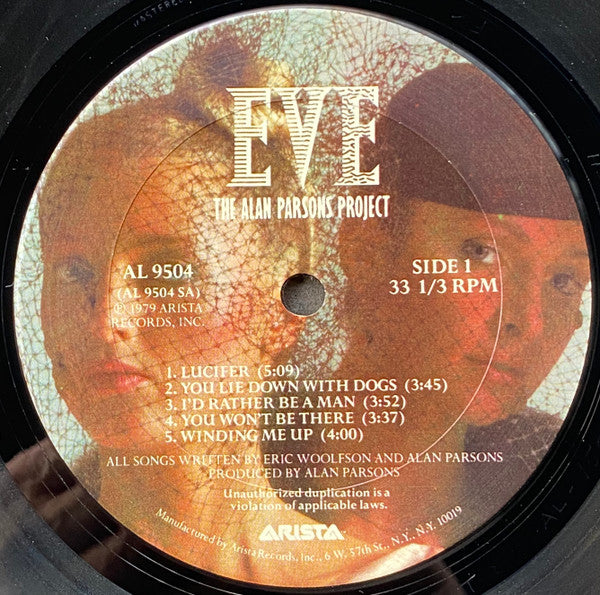 MASTERED
EVE
THE ALAN PARSONS PROJECT
AL 9504
(AL 9504 SA)
℗ 1979 ARISTA
RECORDS, INC.
SIDE 1
33 1/3 RPM
1. LUCIFER (5:09)
2. YOU LIE DOWN WITH DOGS (3:45)
3. I'D RATHER BE A MAN (3:52)
4. YOU WON'T BE THERE (3:37)
5. WINDING ME UP (4:00)
ALL SONGS WRITTEN BY ERIC WOOLFSON AND ALAN PARSONS
PRODUCED BY ALAN PARSONS
Unauthorized duplication is a
violation of applicable laws.
ARISTA
Manufactured by Arista Records, Inc., 6 W. 57th St., N.Y., N.Y. 10019